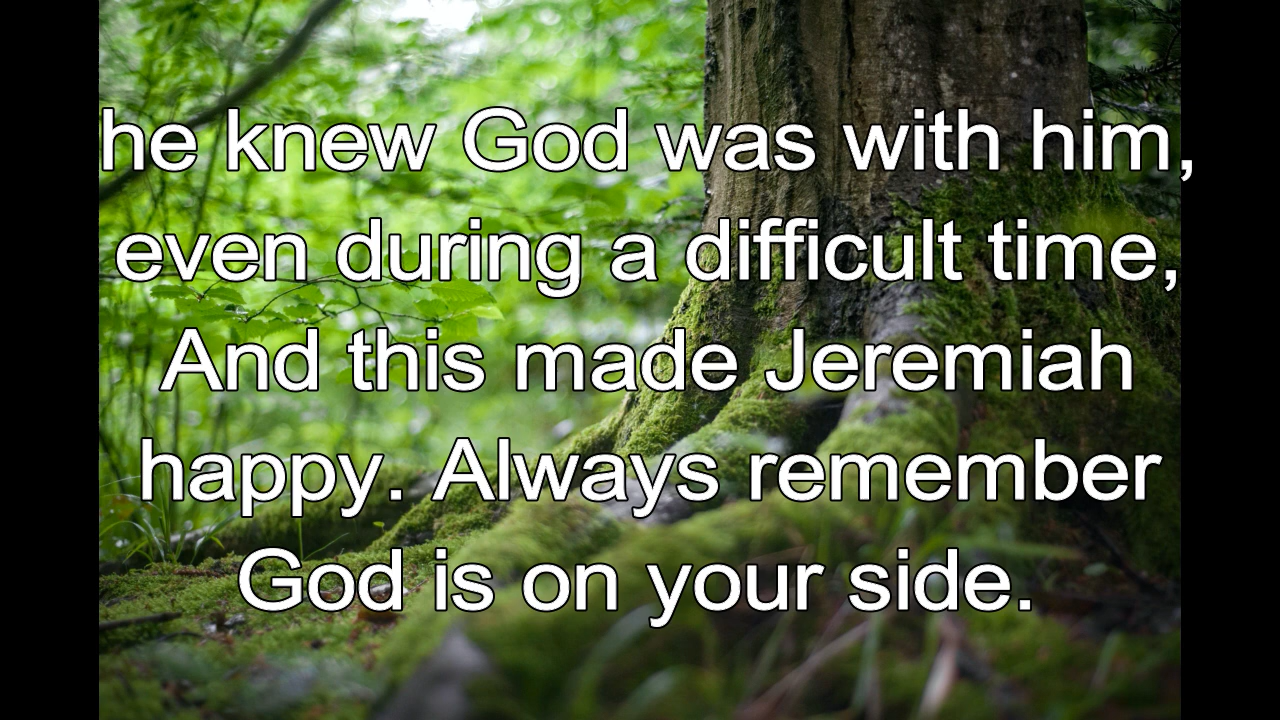 he knew God was with him,
even during a difficult time,
And this made Jeremiah
happy. Always remember
God is on your side.